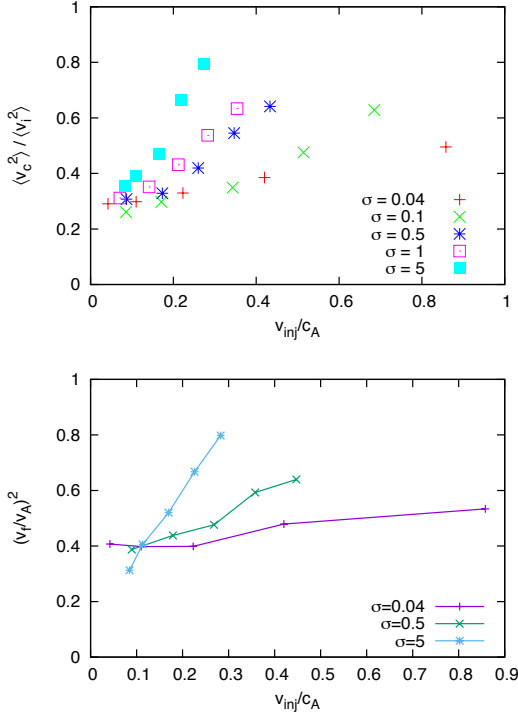 1
0.8
0.6
0.4
0.2
0
⟨v_c^2⟩ / ⟨v_i^2⟩
σ = 0.04
σ = 0.1
σ = 0.5
σ = 1
σ = 5
0 0.2 0.4 0.6 0.8 1
v_inj/c_A
1
0.8
0.6
0.4
0.2
0
(v_f/v_A)^2
σ=0.04
σ=0.5
σ=5
0 0.1 0.2 0.3 0.4 0.5 0.6 0.7 0.8 0.9
v_inj/c_A